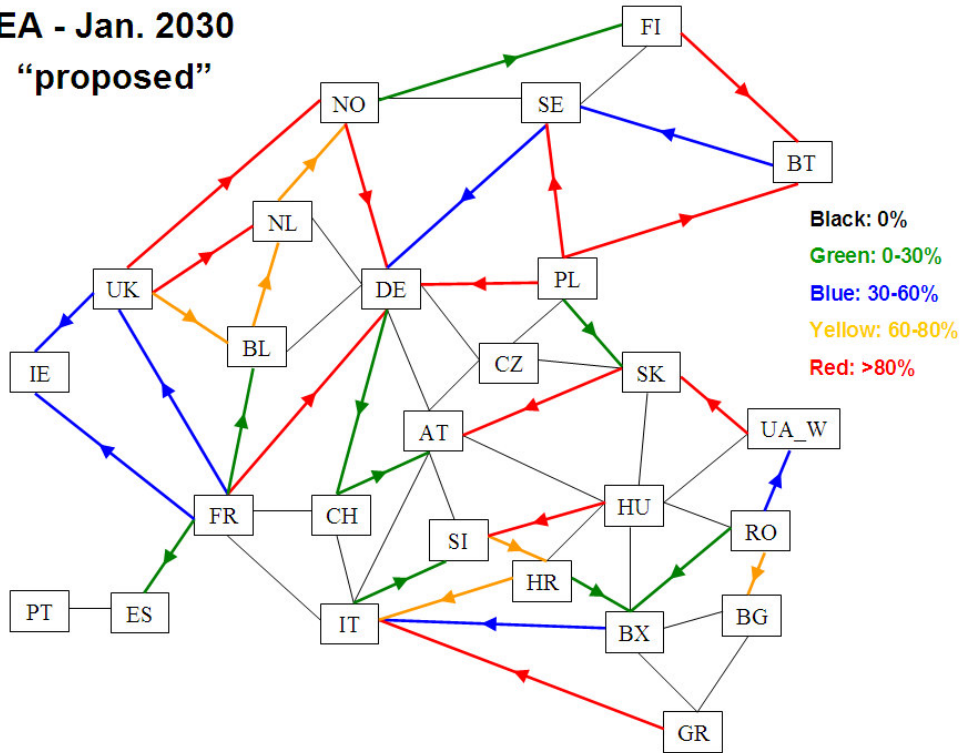 EA - Jan. 2030
“proposed”
FI
NO
SE
BT
NL
Black: 0%
Green: 0-30%
UK
DE
PL
Blue: 30-60%
Yellow: 60-80%
BL
CZ
Red: >80%
IE
SK
AT
UA_W
FR
CH
HU
RO
SI
HR
PT
ES
IT
BX
BG
GR